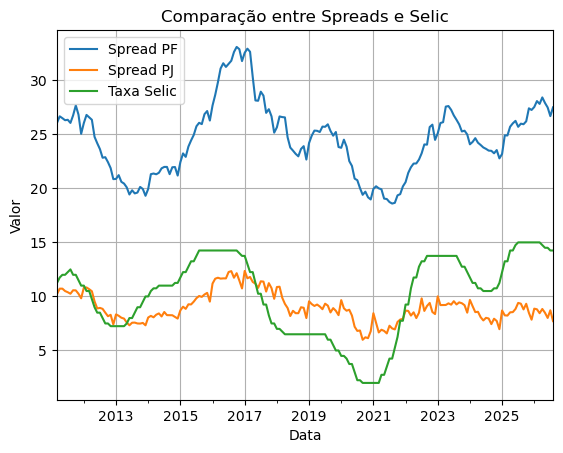 Comparação entre Spreads e Selic
Spread PF
Spread PJ
Taxa Selic
30
25
20
15
10
5
Valor
2013 2015 2017 2019 2021 2023 2025
Data